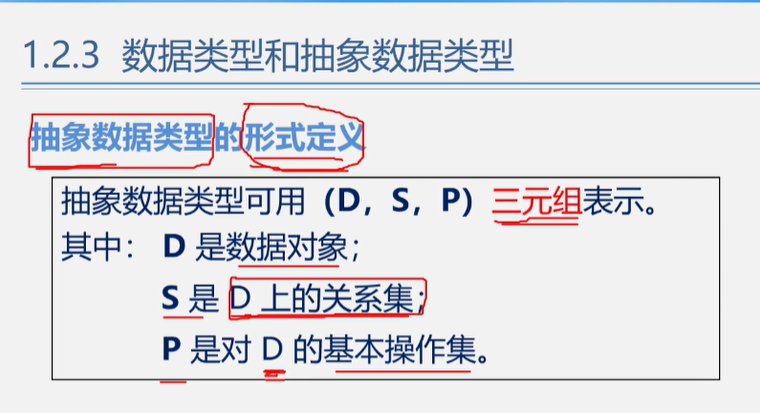 1.2.3 数据类型和抽象数据类型
抽象数据类型的形式定义
抽象数据类型可用（D，S，P）三元组表示。
其中： D 是数据对象；
S 是 D 上的关系集；
P 是对 D 的基本操作集。